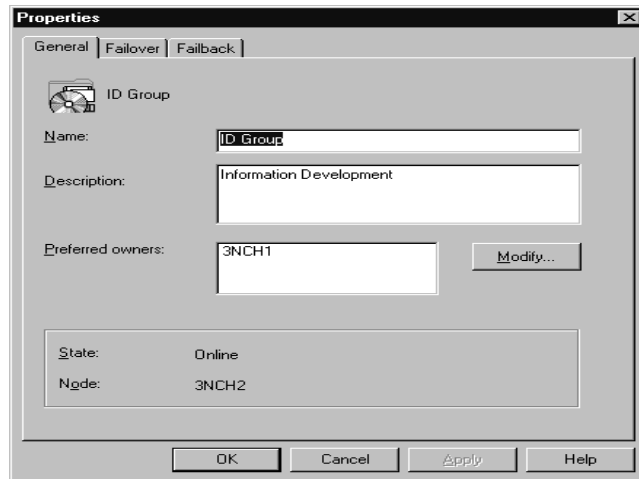 Properties
General Failover Failback
ID Group
Name: ID Group
Description: Information Development
Preferred owners: 3NCH1 Modify...
State: Online
Node: 3NCH2
OK Cancel Apply Help